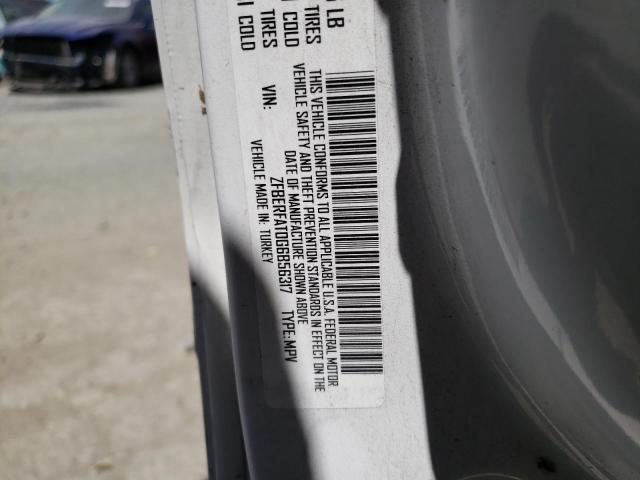 LB
TIRES
COLD
TIRES
I COLD
THIS VEHICLE CONFORMS TO ALL APPLICABLE U.S.A. FEDERAL MOTOR
VEHICLE SAFETY AND THEFT PREVENTION STANDARDS IN EFFECT ON THE
DATE OF MANUFACTURE SHOWN ABOVE
VIN: ZFBERFAT0G6B56317 TYPE: MPV
VEHICLE MADE IN: TURKEY